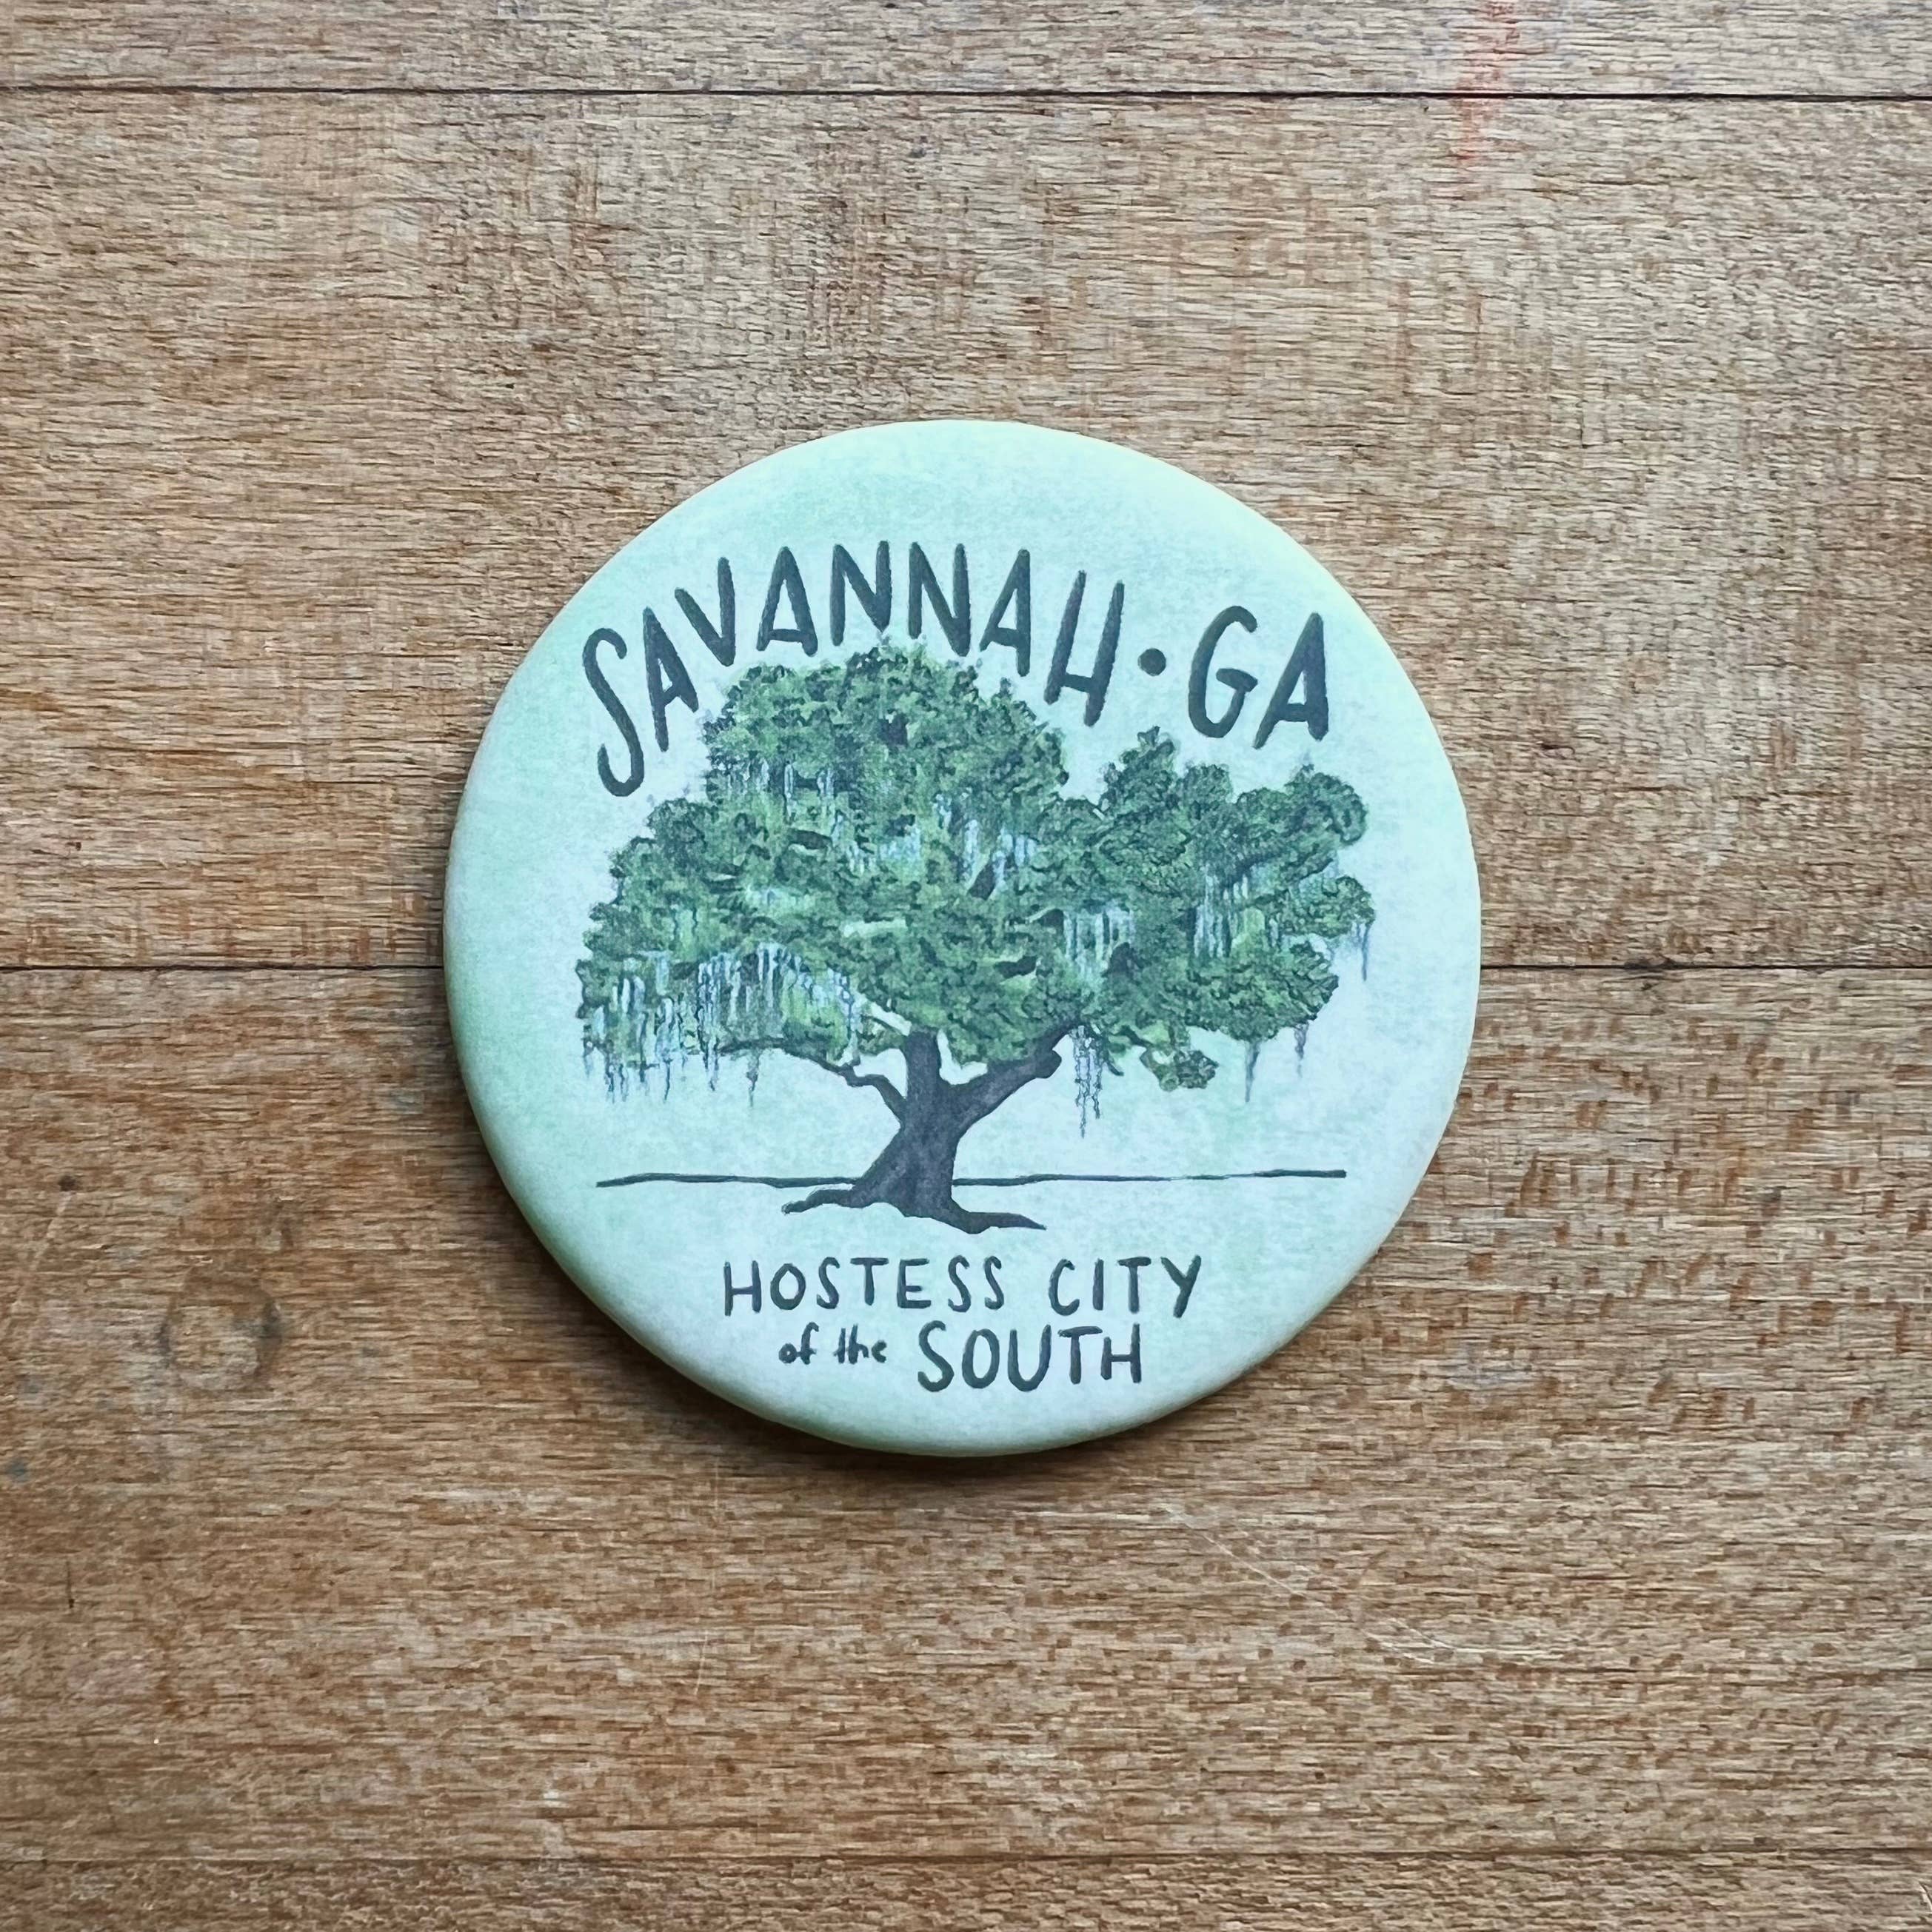 SAVANNAH • GA
HOSTESS CITY
of the SOUTH